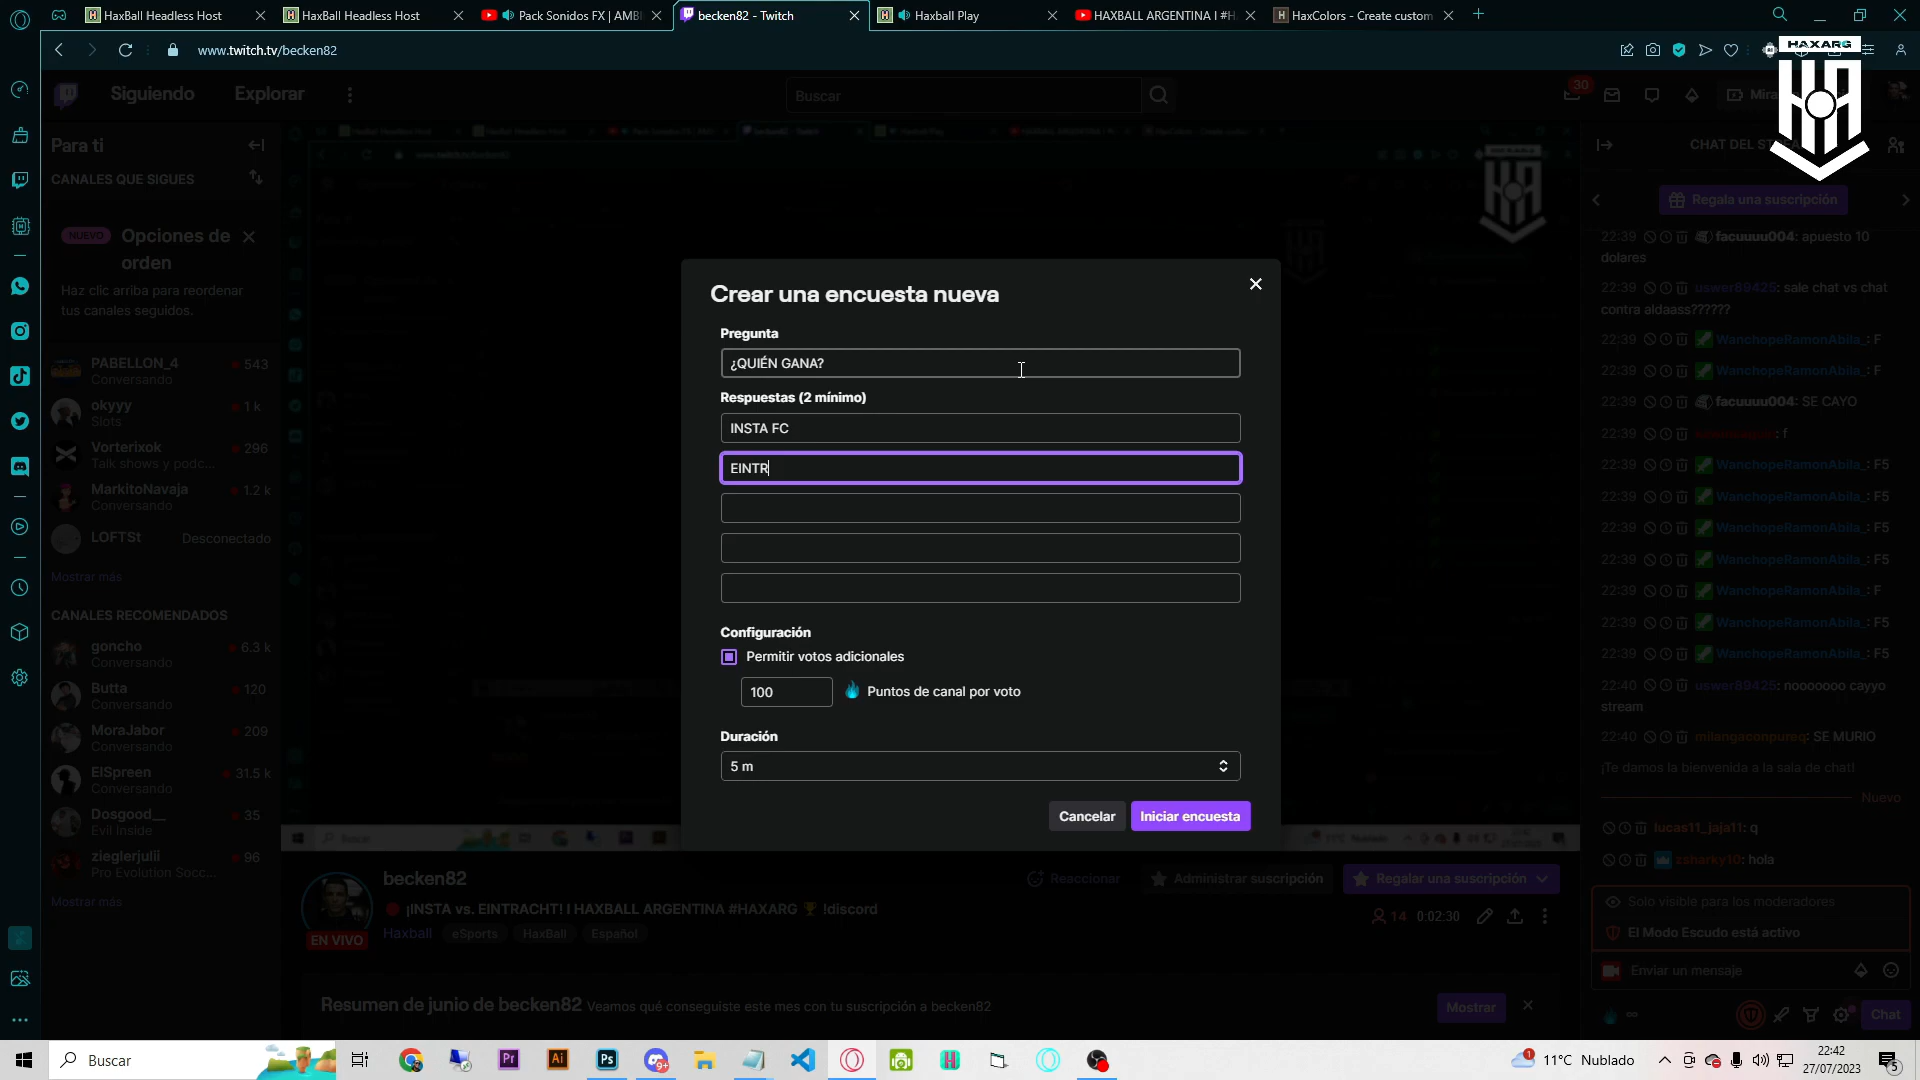 HaxBall Headless Host
HaxBall Headless Host
Pack Sonidos FX | AMBI
becken82 - Twitch
Haxball Play
HAXBALL ARGENTINA I #H
HaxColors - Create custom
www.twitch.tv/becken82
HAXARG
Siguiendo
Explorar
Buscar
30
Para ti
CANALES QUE SIGUES
NUEVO
Opciones de
orden
Haz clic arriba para reordenar
tus canales seguidos.
PABELLON_4
543
Conversando
okyyy
1 k
Slots
Vorterixok
296
Talk shows y podc...
MarkitoNavaja
1.2 k
Conversando
LOFTSt
Desconectado
Mostrar más
CANALES RECOMENDADOS
goncho
6.3 k
Conversando
Butta
120
Conversando
MoraJabor
209
Conversando
ElSpreen
31.5 k
Conversando
Dosgood__
35
Evil Inside
zieglerjulii
96
Pro Evolution Socc...
Mostrar más
Crear una encuesta nueva
Pregunta
¿QUIÉN GANA?
Respuestas (2 mínimo)
INSTA FC
EINTR
Configuración
Permitir votos adicionales
100
Puntos de canal por voto
Duración
5 m
Cancelar
Iniciar encuesta
becken82
¡INSTA vs. EINTRACHT! I HAXBALL ARGENTINA #HAXARG 🏆 !discord
EN VIVO
Haxball
eSports
HaxBall
Español
Reaccionar
Administrar suscripción
Regalar una suscripción
14
0:02:30
Resumen de junio de becken82
Veamos qué conseguiste este mes con tu suscripción a becken82
Mostrar
CHAT DEL
Regala una suscripción
22:39 facuuuu004: apuesto 10
dolares
22:39 uswer89425: sale chat vs chat
contra aldaass??????
22:39 WanchopeRamonAbila_: F
22:39 WanchopeRamonAbila_: F
22:39 facuuuu004: SE CAYO
22:39 : f
22:39 WanchopeRamonAbila_: F5
22:39 WanchopeRamonAbila_: F5
22:39 WanchopeRamonAbila_: F5
22:39 WanchopeRamonAbila_: F5
22:39 WanchopeRamonAbila_: F
22:39 WanchopeRamonAbila_: F5
22:39 WanchopeRamonAbila_: F5
22:40 uswer89425: nooooooo cayyo
stream
22:40 milangaconpureq: SE MURIO
¡Te damos la bienvenida a la sala de chat!
Nuevo
lucas11_jaja11: q
xsharky10: hola
Solo visible para los moderadores
El Modo Escudo está activo
Enviar un mensaje
Chat
Buscar
9+
11°C Nublado
22:42
27/07/2023
5